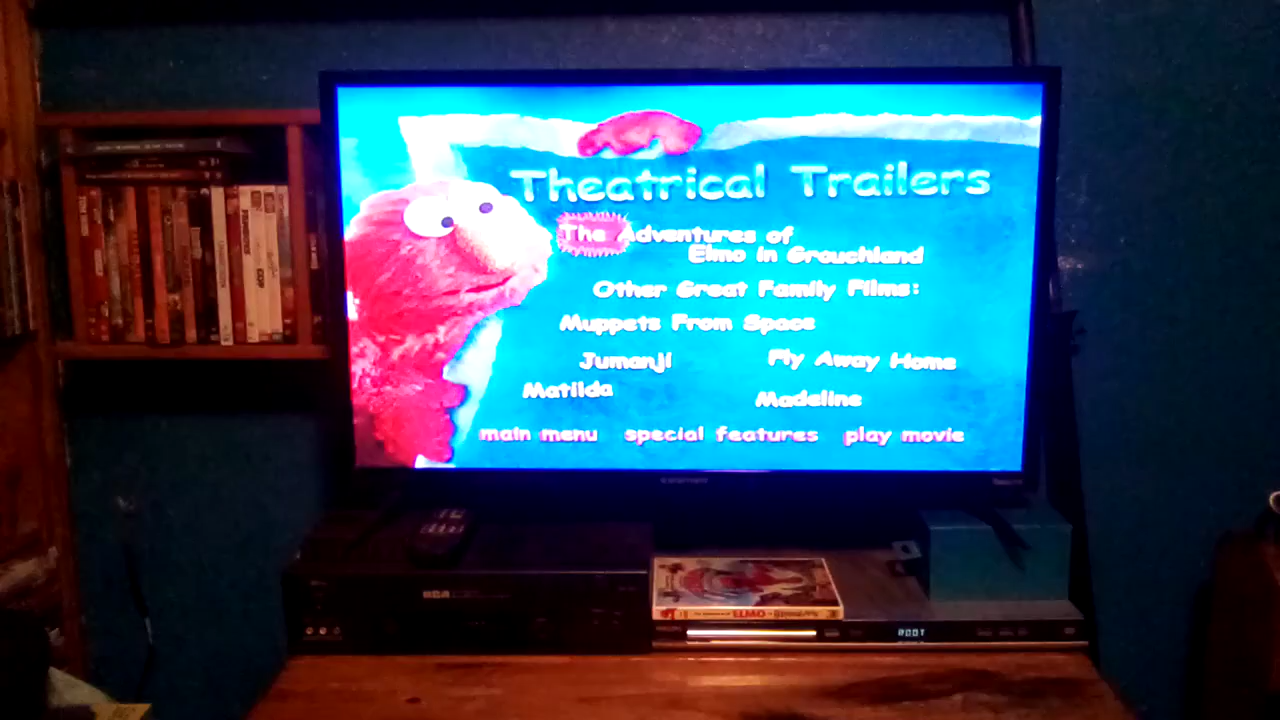 Theatrical Trailers
The Adventures of
Elmo in Grouchland
Other Great Family Films:
Muppets From Space
Jumanji Fly Away Home
Matilda Madeline
main menu special features play movie
RCA
ELMO
ROOT